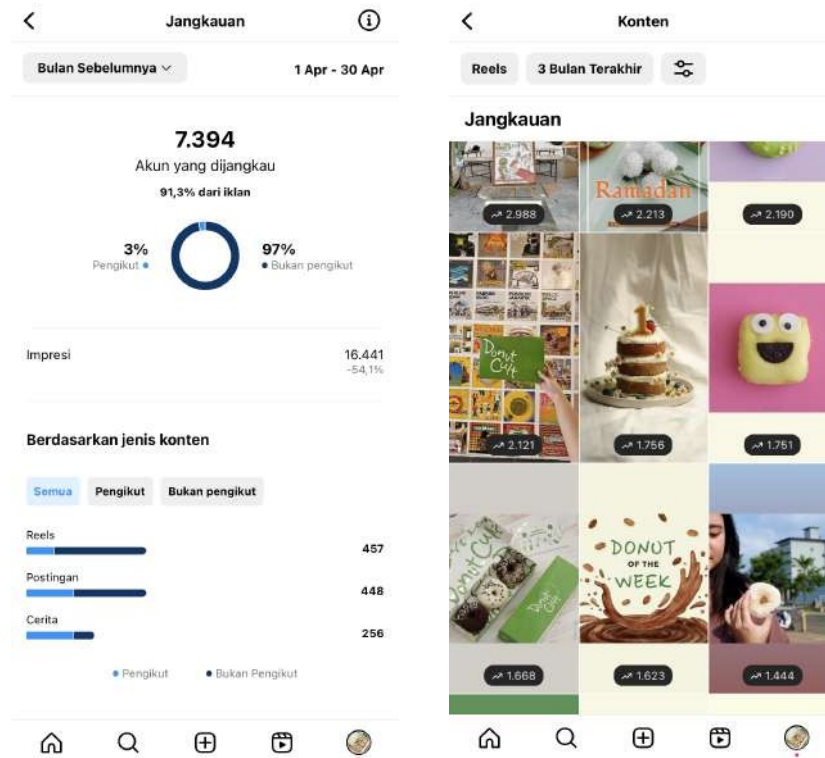 Jangkauan
Bulan Sebelumnya
1 Apr - 30 Apr
7.394
Akun yang dijangkau
91,3% dari iklan
3%
Pengikut
97%
Bukan pengikut
Impresi
16.441
-54,1%
Berdasarkan jenis konten
Semua
Pengikut
Bukan pengikut
Reels
457
Postingan
448
Cerita
256
Pengikut
Bukan Pengikut
Konten
Reels
3 Bulan Terakhir
Jangkauan
Ramadan
2.988
2.213
2.190
Donut
Cult
2.121
1.756
1.751
Donut Cult
Donut
Cult
DONUT
OF THE
WEEK
1.668
1.623
1.444